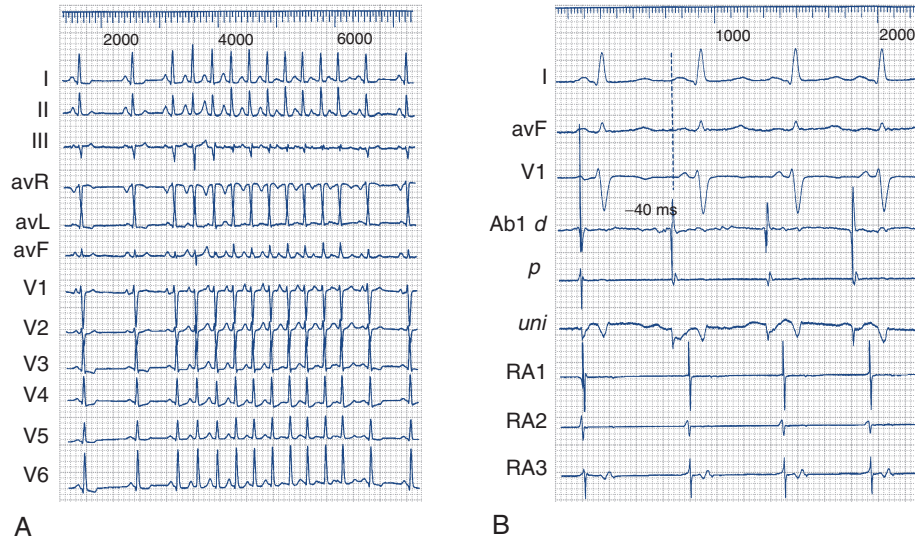 2000 4000 6000
I
II
III
avR
avL
avF
V1
V2
V3
V4
V5
V6
A
1000 2000
I
avF
V1
–40 ms
Ab1 d
p
uni
RA1
RA2
RA3
B